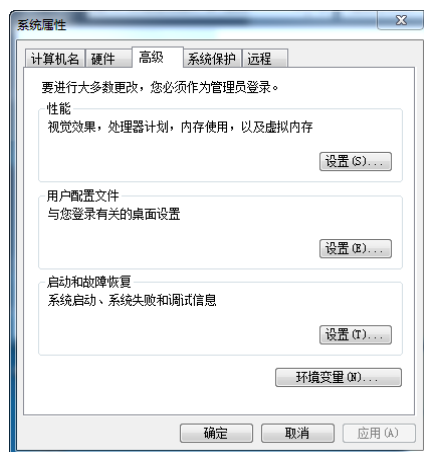 系统属性
计算机名 硬件 高级 系统保护 远程
要进行大多数更改，您必须作为管理员登录。
性能
视觉效果，处理器计划，内存使用，以及虚拟内存
设置(S)...
用户配置文件
与您登录有关的桌面设置
设置(E)...
启动和故障恢复
系统启动、系统失败和调试信息
设置(T)...
环境变量(N)...
确定 取消 应用(A)